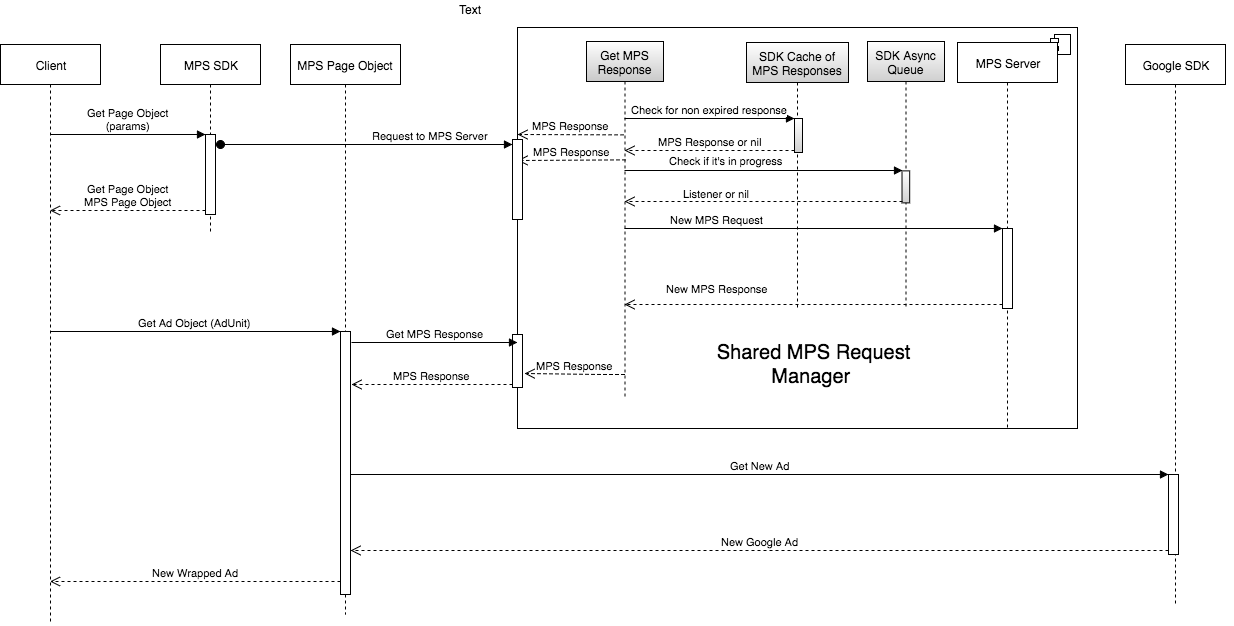 Text
Client
MPS SDK
MPS Page Object
Get MPS
Response
SDK Cache of
MPS Responses
SDK Async
Queue
MPS Server
Google SDK
Get Page Object
(params)
Request to MPS Server
Check for non expired response
MPS Response
MPS Response or nil
MPS Response
Check if it's in progress
Get Page Object
MPS Page Object
Listener or nil
New MPS Request
New MPS Response
Get Ad Object (AdUnit)
Get MPS Response
Shared MPS Request
Manager
MPS Response
MPS Response
Get New Ad
New Google Ad
New Wrapped Ad